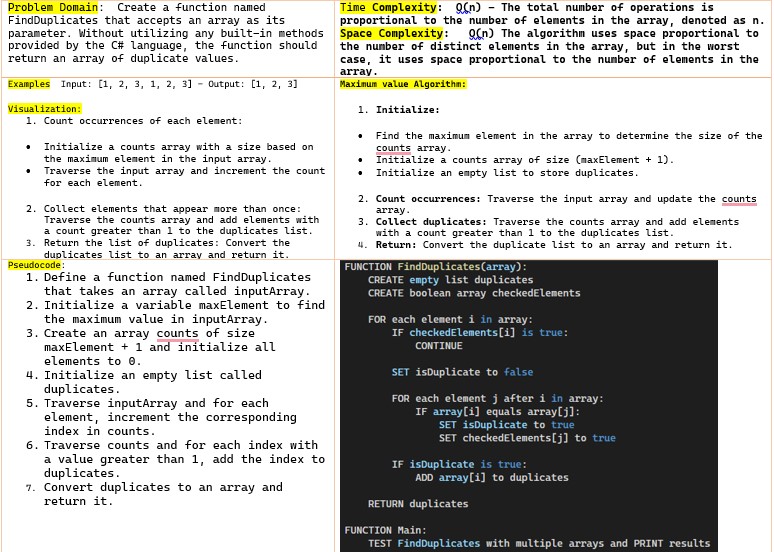 Problem Domain:  Create a function named
FindDuplicates that accepts an array as its
parameter. Without utilizing any built-in methods
provided by the C# language, the function should
return an array of duplicate values.
Time Complexity:  O(n) – The total number of operations is
proportional to the number of elements in the array, denoted as n.
Space Complexity:   O(n) The algorithm uses space proportional to
the number of distinct elements in the array, but in the worst
case, it uses space proportional to the number of elements in the
array.
Examples  Input: [1, 2, 3, 1, 2, 3] – Output: [1, 2, 3]
Visualization:
1. Count occurrences of each element:
• Initialize a counts array with a size based on
the maximum element in the input array.
• Traverse the input array and increment the count
for each element.
2. Collect elements that appear more than once:
Traverse the counts array and add elements with
a count greater than 1 to the duplicates list.
3. Return the list of duplicates: Convert the
duplicates list to an array and return it.
Maximum value Algorithm:
1. Initialize:
• Find the maximum element in the array to determine the size of the
counts array.
• Initialize a counts array of size (maxElement + 1).
• Initialize an empty list to store duplicates.
2. Count occurrences: Traverse the input array and update the counts
array.
3. Collect duplicates: Traverse the counts array and add elements
with a count greater than 1 to the duplicates list.
4. Return: Convert the duplicate list to an array and return it.
Pseudocode:
1. Define a function named FindDuplicates
that takes an array called inputArray.
2. Initialize a variable maxElement to find
the maximum value in inputArray.
3. Create an array counts of size
maxElement + 1 and initialize all
elements to 0.
4. Initialize an empty list called
duplicates.
5. Traverse inputArray and for each
element, increment the corresponding
index in counts.
6. Traverse counts and for each index with
a value greater than 1, add the index to
duplicates.
7. Convert duplicates to an array and
return it.
FUNCTION FindDuplicates(array):
CREATE empty list duplicates
CREATE boolean array checkedElements
FOR each element i in array:
IF checkedElements[i] is true:
CONTINUE
SET isDuplicate to false
FOR each element j after i in array:
IF array[i] equals array[j]:
SET isDuplicate to true
SET checkedElements[j] to true
IF isDuplicate is true:
ADD array[i] to duplicates
RETURN duplicates
FUNCTION Main:
TEST FindDuplicates with multiple arrays and PRINT results